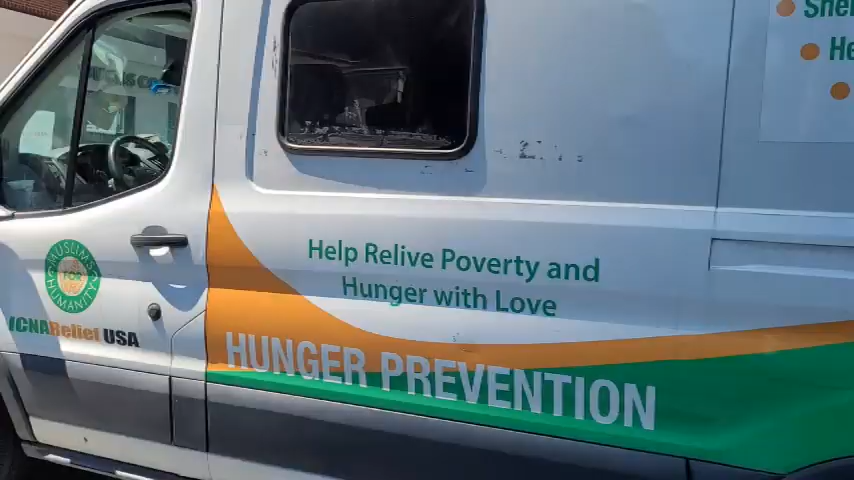 Help Relive Poverty and
Hunger with Love
HUNGER PREVENTION
MUSLIMS
FOR
HUMANITY
ICNARelief USA